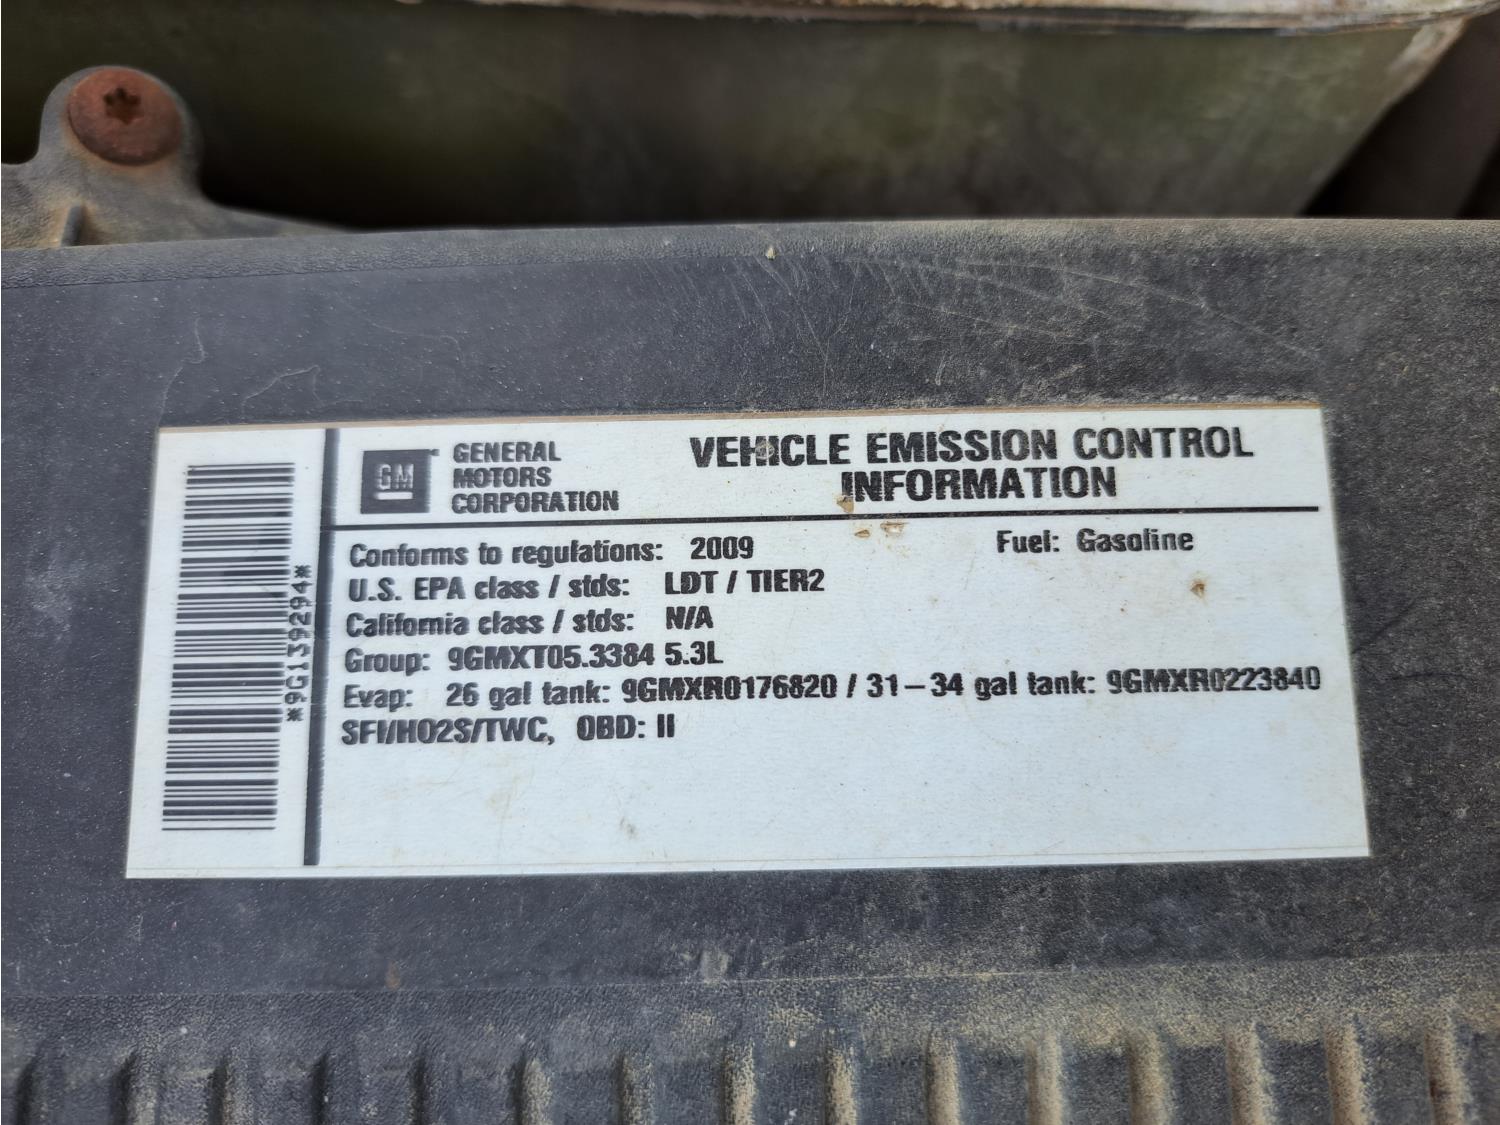 GM
GENERAL
MOTORS
CORPORATION
VEHICLE EMISSION CONTROL
INFORMATION
Conforms to regulations: 2009 Fuel: Gasoline
U.S. EPA class / stds: LDT / TIER2
California class / stds: N/A
Group: 9GMXT05.3384 5.3L
Evap: 26 gal tank: 9GMXR0176820 / 31-34 gal tank: 9GMXR0223840
SFI/HO2S/TWC, OBD: II
*9G139294*